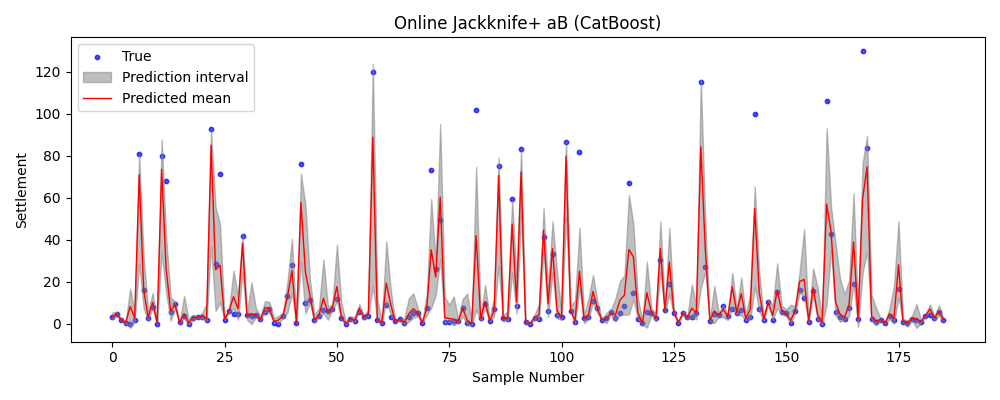 Online Jackknife+ aB (CatBoost)
True
Prediction interval
Predicted mean
Settlement
120
100
80
60
40
20
0
0 25 50 75 100 125 150 175
Sample Number